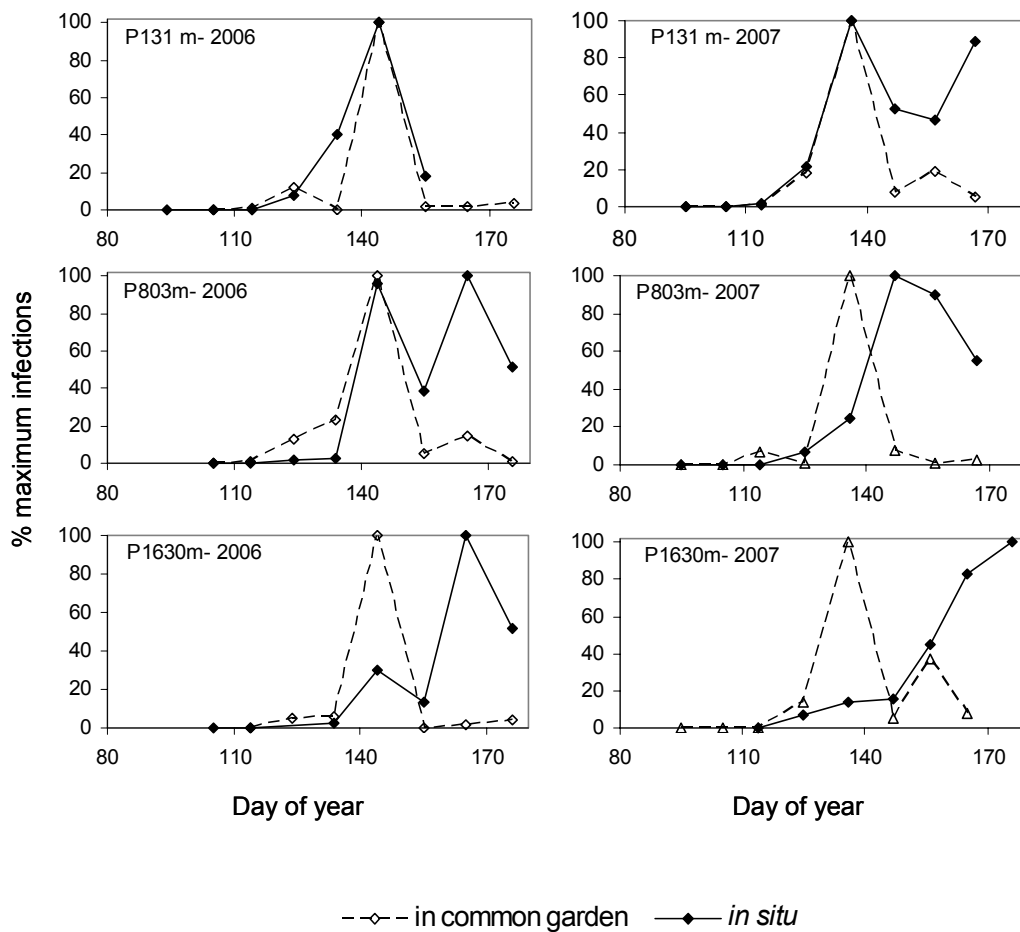 P131 m- 2006
100
80
60
40
20
0
80 110 140 170
P131 m- 2007
100
80
60
40
20
0
80 110 140 170
P803m- 2006
100
80
60
40
20
0
80 110 140 170
P803m- 2007
100
80
60
40
20
0
80 110 140 170
P1630m- 2006
100
80
60
40
20
0
80 110 140 170
P1630m- 2007
100
80
60
40
20
0
80 110 140 170
% maximum infections
Day of year
Day of year
in common garden
in situ